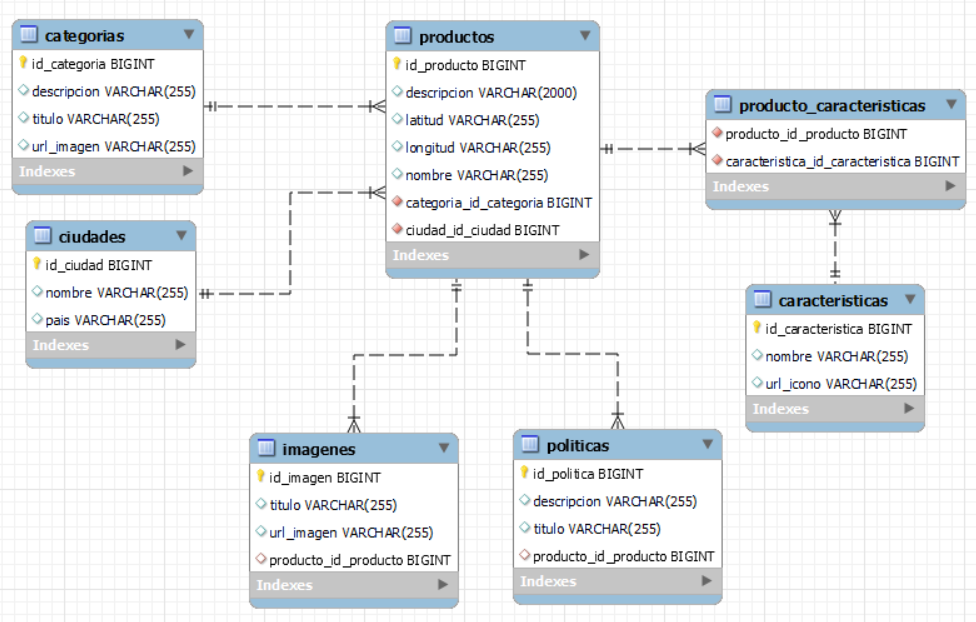 categorias
id_categoria BIGINT
descripcion VARCHAR(255)
titulo VARCHAR(255)
url_imagen VARCHAR(255)
Indexes
productos
id_producto BIGINT
descripcion VARCHAR(2000)
latitud VARCHAR(255)
longitud VARCHAR(255)
nombre VARCHAR(255)
categoria_id_categoria BIGINT
ciudad_id_ciudad BIGINT
Indexes
producto_caracteristicas
producto_id_producto BIGINT
caracteristica_id_caracteristica BIGINT
Indexes
ciudades
id_ciudad BIGINT
nombre VARCHAR(255)
pais VARCHAR(255)
Indexes
caracteristicas
id_caracteristica BIGINT
nombre VARCHAR(255)
url_icono VARCHAR(255)
Indexes
imagenes
id_imagen BIGINT
titulo VARCHAR(255)
url_imagen VARCHAR(255)
producto_id_producto BIGINT
Indexes
politicas
id_politica BIGINT
descripcion VARCHAR(255)
titulo VARCHAR(255)
producto_id_producto BIGINT
Indexes